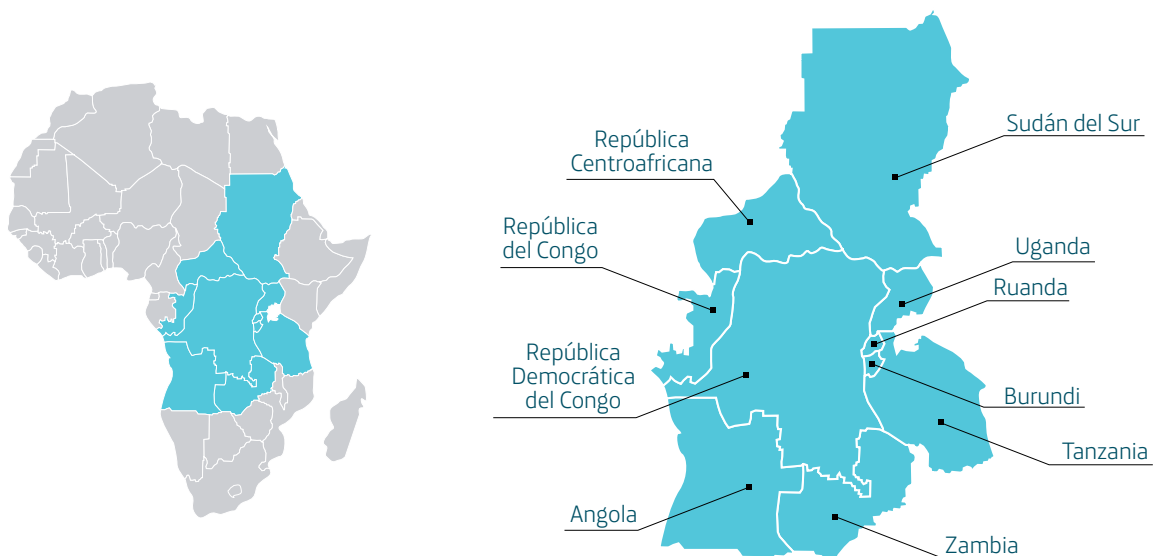 Sudán del Sur
República
Centroafricana
República
del Congo
Uganda
Ruanda
República
Democrática
del Congo
Burundi
Tanzania
Angola
Zambia